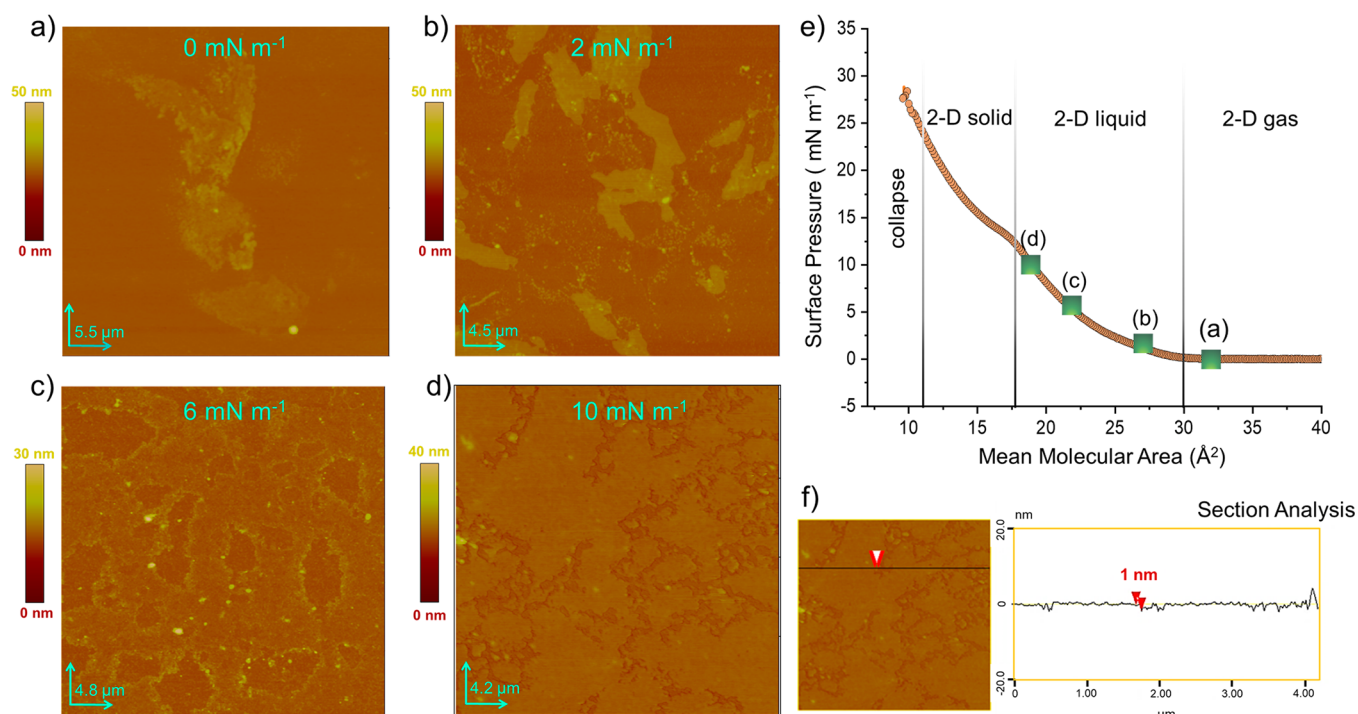 a)
0 mN m⁻¹
50 nm
0 nm
5.5 µm
b)
2 mN m⁻¹
50 nm
0 nm
4.5 µm
c)
6 mN m⁻¹
30 nm
0 nm
4.8 µm
d)
10 mN m⁻¹
40 nm
0 nm
4.2 µm
e)
Surface Pressure ( mN m⁻¹)
35
30
25
20
15
10
5
0
-5
collapse
2-D solid
2-D liquid
2-D gas
(d)
(c)
(b)
(a)
10 15 20 25 30 35 40
Mean Molecular Area (Å²)
f)
Section Analysis
nm
20.0
0
-20.0
1 nm
0 1.00 2.00 3.00 4.00
µm